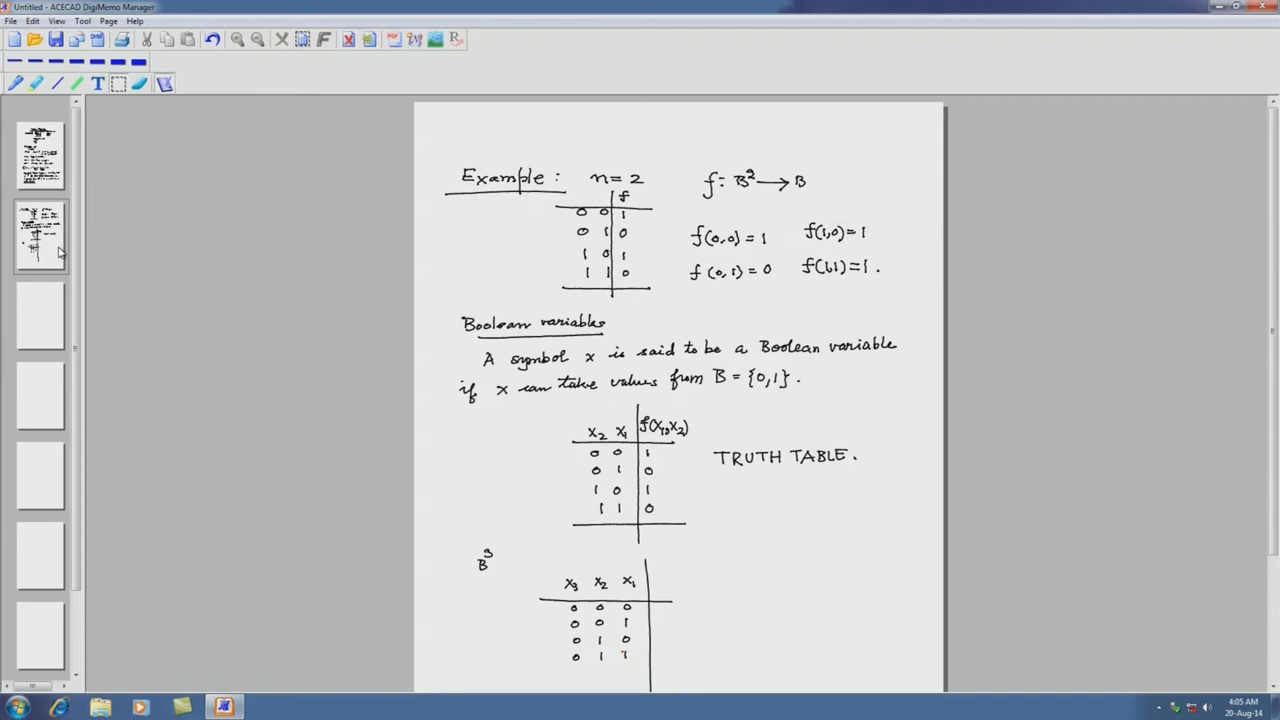 Untitled - ACECAD DigiMemo Manager
File Edit View Tool Page Help
Example : n = 2 f: B² → B
f
0 0 1
0 1 0
1 0 1
1 1 0
f(0,0) = 1 f(1,0) = 1
f(0,1) = 0 f(1,1) = 1 .
Boolean variables
A symbol x is said to be a Boolean variable
if x can take values from B = {0,1} .
x₂ x₁ f(x₁,x₂)
0 0 1
0 1 0
1 0 1
1 1 0
TRUTH TABLE .
B³
x₃ x₂ x₁
0 0 0
0 0 1
0 1 0
0 1 1
4:05 AM
20-Aug-14